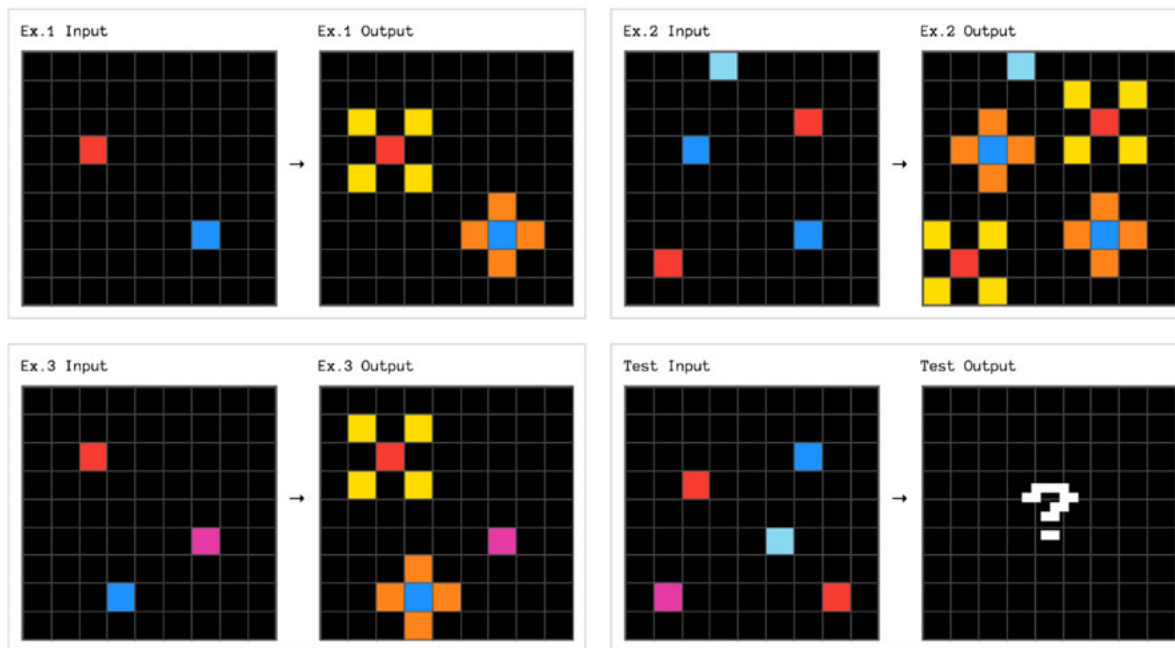 Ex.1 Input
Ex.1 Output
Ex.2 Input
Ex.2 Output
→
→
Ex.3 Input
Ex.3 Output
Test Input
Test Output
→
→
?